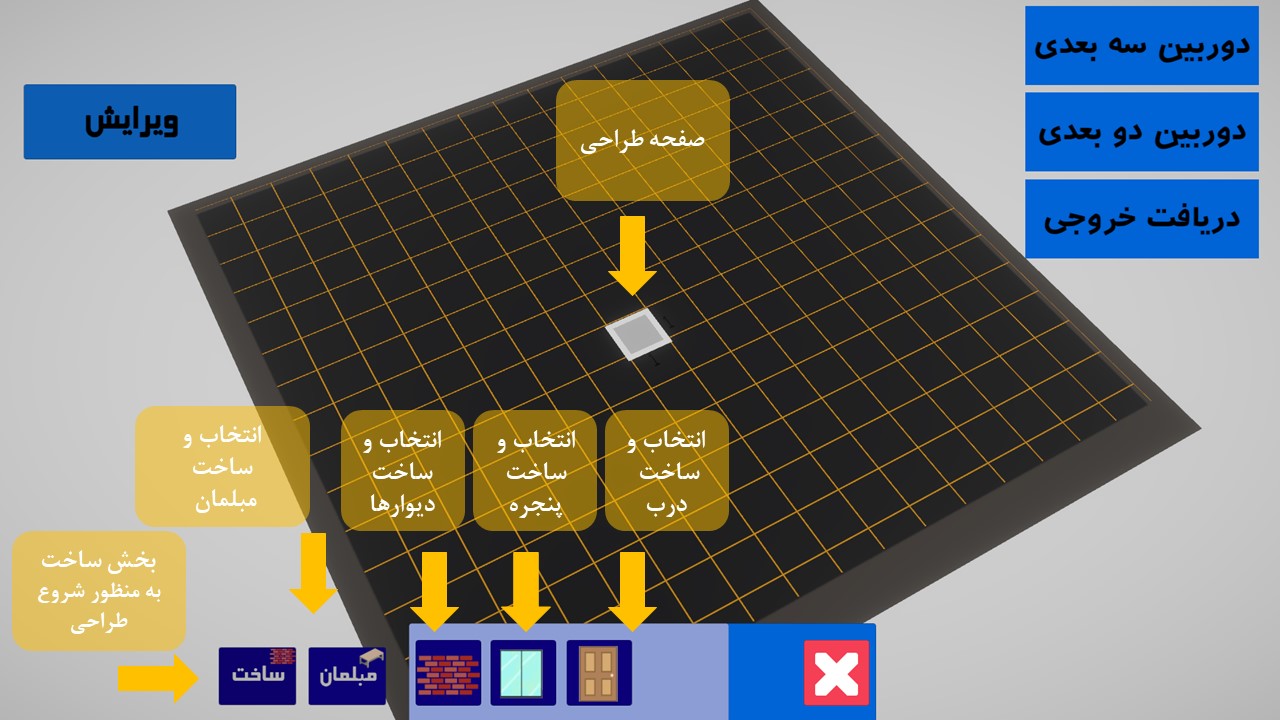 دوربین سه بعدی
دوربین دو بعدی
دریافت خروجی
ویرایش
صفحه طراحی
انتخاب و
ساخت
درب
انتخاب و
ساخت
پنجره
انتخاب و
ساخت
دیوارها
انتخاب و
ساخت
مبلمان
بخش ساخت
به منظور شروع
طراحی
مبلمان
ساخت